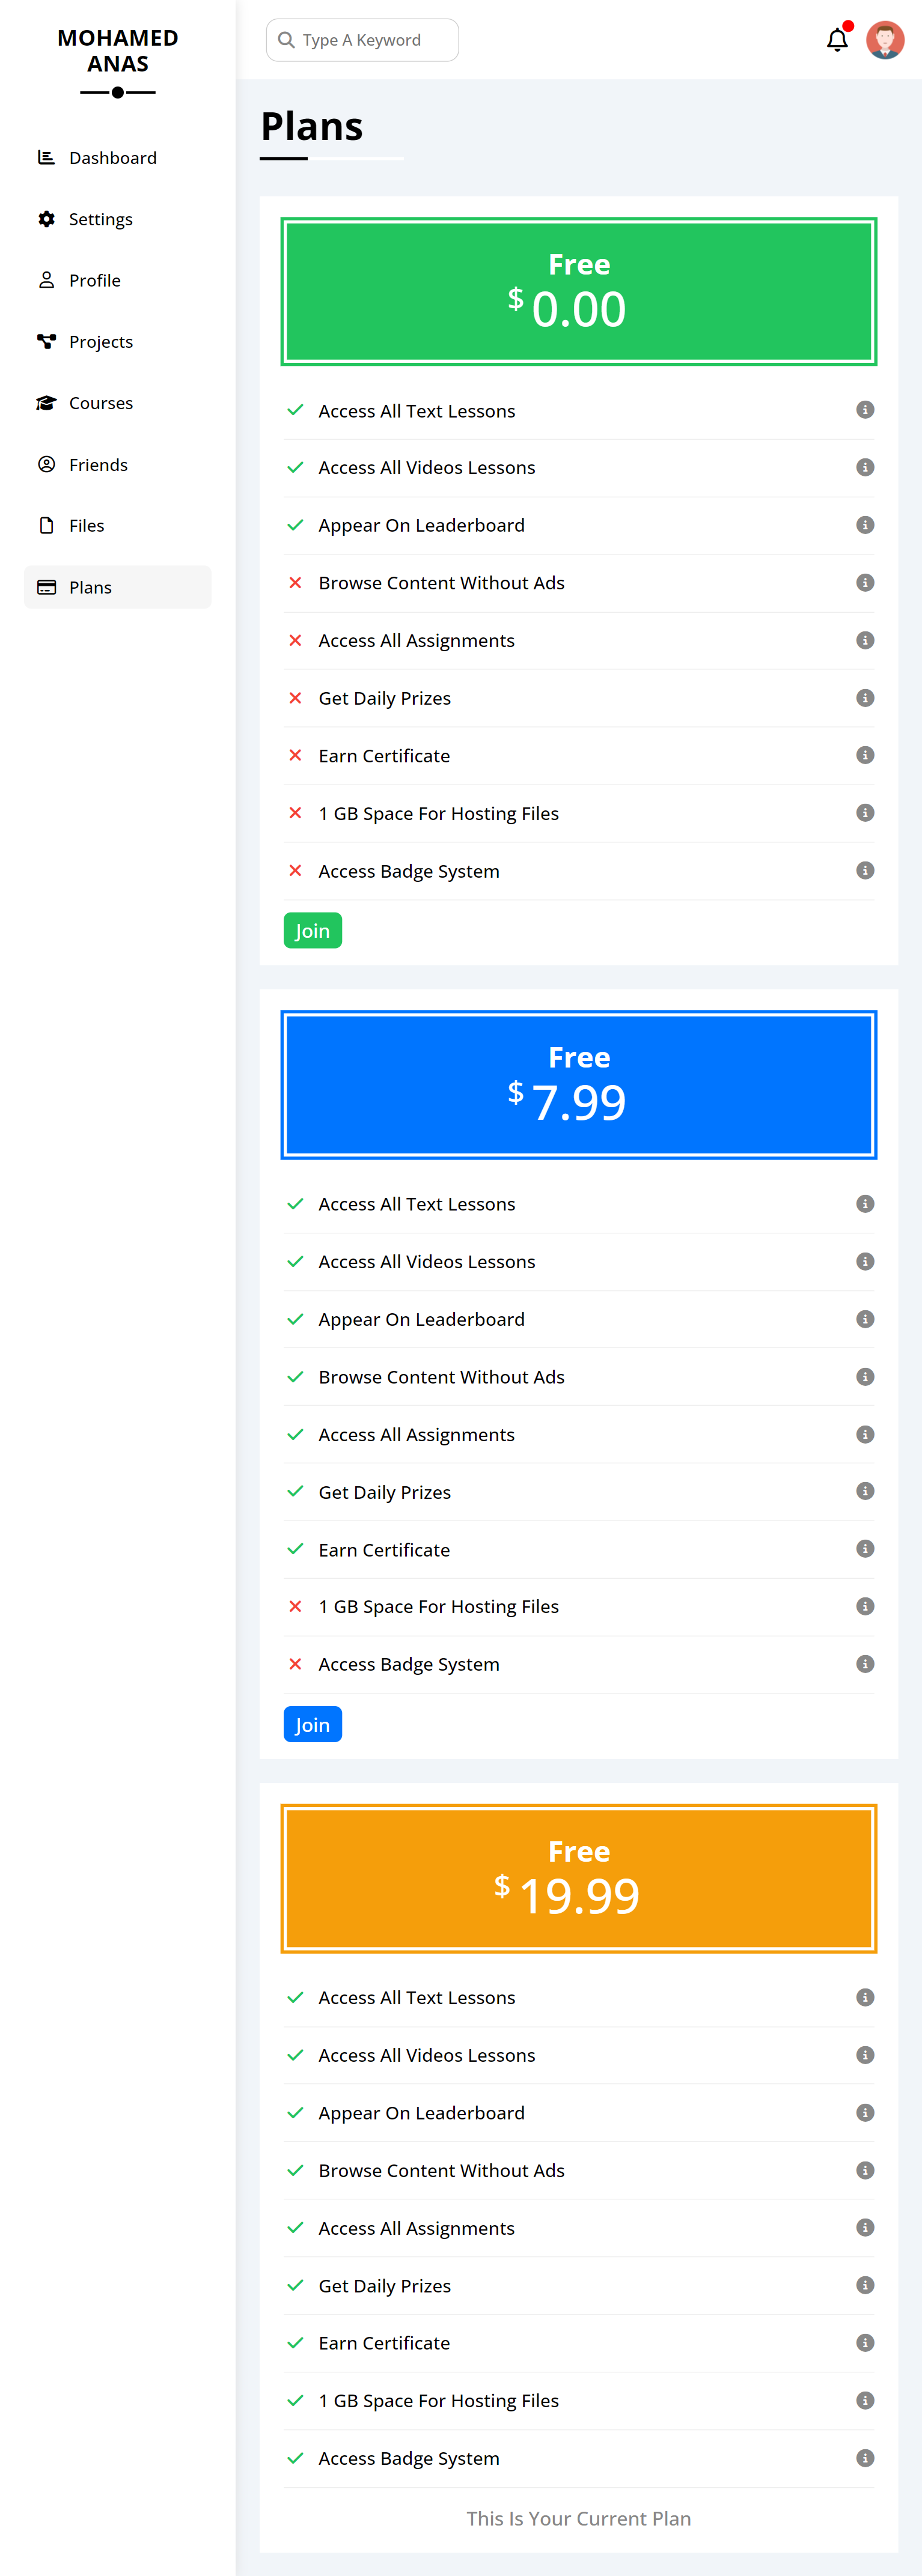 MOHAMED
ANAS
Dashboard
Settings
Profile
Projects
Courses
Friends
Files
Plans
Type A Keyword
Plans
Free
$ 0.00
Access All Text Lessons
Access All Videos Lessons
Appear On Leaderboard
Browse Content Without Ads
Access All Assignments
Get Daily Prizes
Earn Certificate
1 GB Space For Hosting Files
Access Badge System
Join
Free
$ 7.99
Access All Text Lessons
Access All Videos Lessons
Appear On Leaderboard
Browse Content Without Ads
Access All Assignments
Get Daily Prizes
Earn Certificate
1 GB Space For Hosting Files
Access Badge System
Join
Free
$ 19.99
Access All Text Lessons
Access All Videos Lessons
Appear On Leaderboard
Browse Content Without Ads
Access All Assignments
Get Daily Prizes
Earn Certificate
1 GB Space For Hosting Files
Access Badge System
This Is Your Current Plan